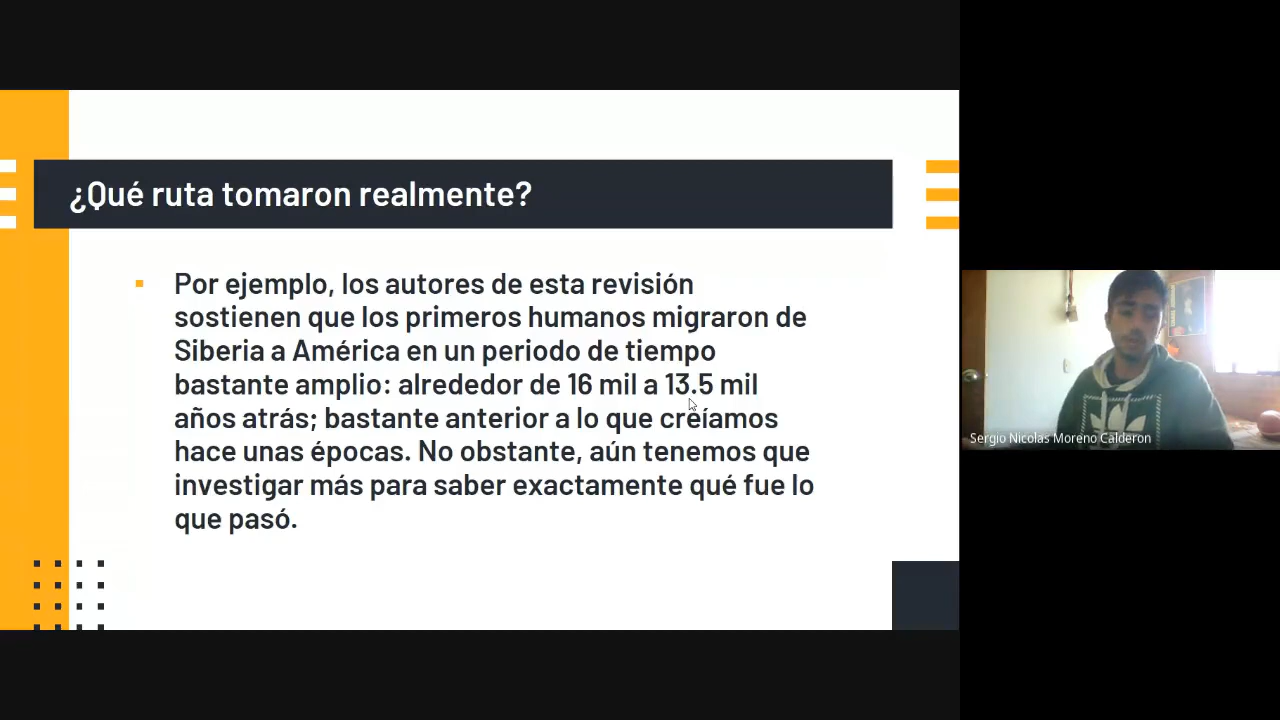 ¿Qué ruta tomaron realmente?
Por ejemplo, los autores de esta revisión
sostienen que los primeros humanos migraron de
Siberia a América en un periodo de tiempo
bastante amplio: alrededor de 16 mil a 13.5 mil
años atrás; bastante anterior a lo que creíamos
hace unas épocas. No obstante, aún tenemos que
investigar más para saber exactamente qué fue lo
que pasó.
Sergio Nicolas Moreno Calderon